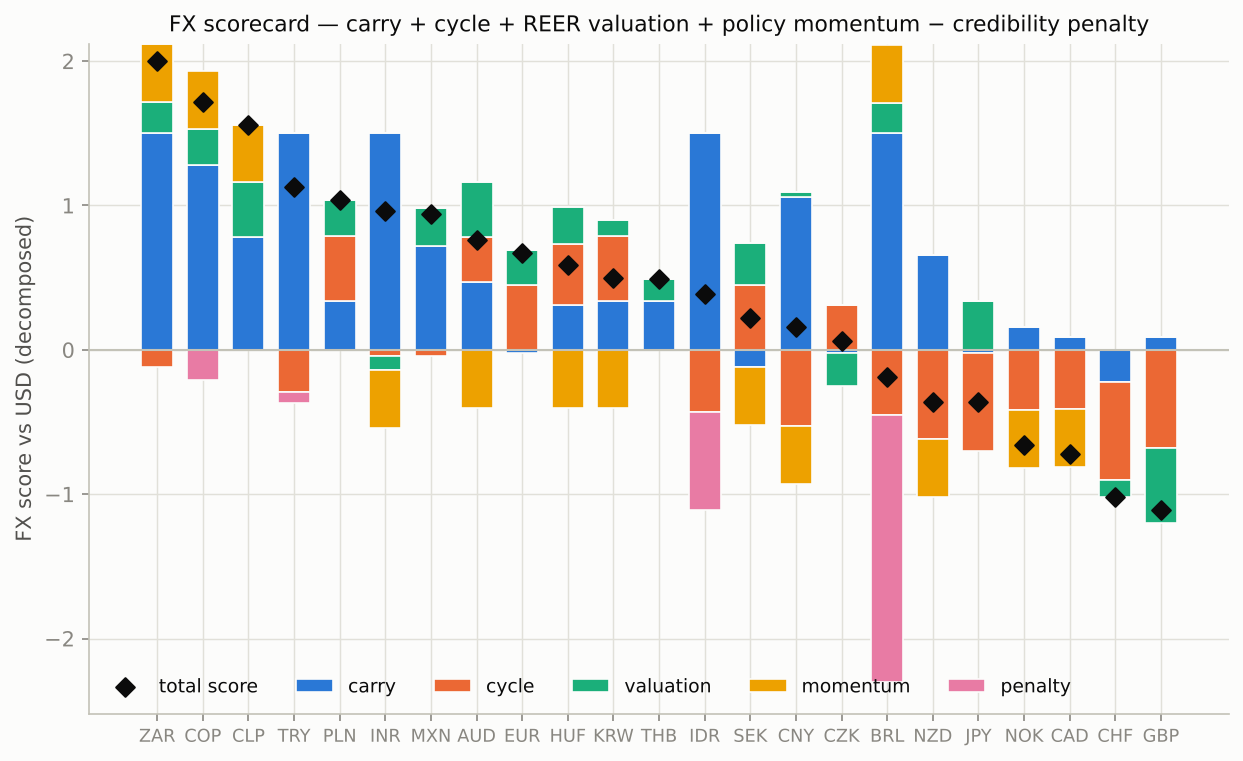 FX scorecard — carry + cycle + REER valuation + policy momentum − credibility penalty
FX score vs USD (decomposed)
2
1
0
−1
−2
total score carry cycle valuation momentum penalty
ZAR COP CLP TRY PLN INR MXN AUD EUR HUF KRW THB IDR SEK CNY CZK BRL NZD JPY NOK CAD CHF GBP